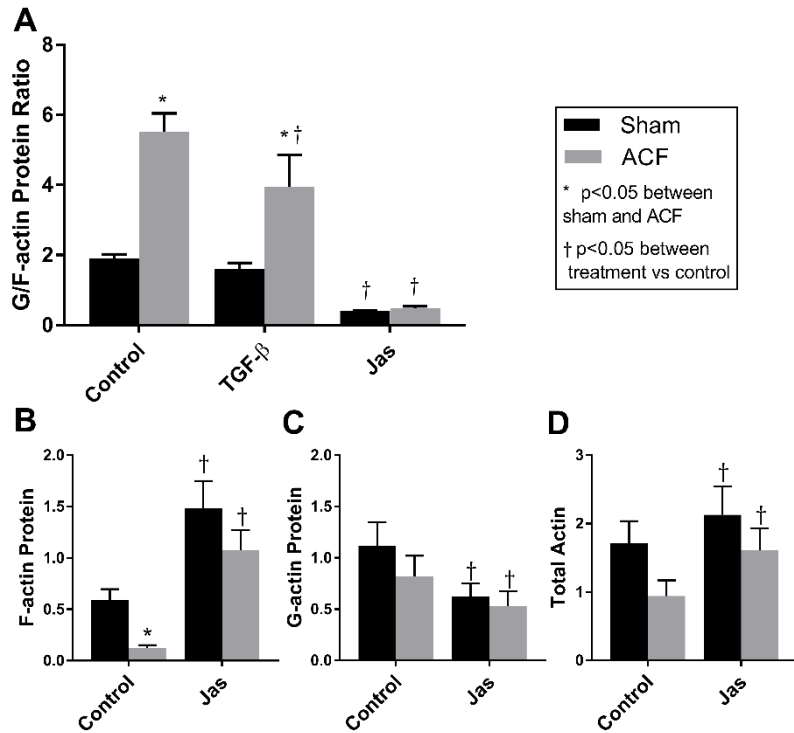 A
G/F-actin Protein Ratio
8
6
4
2
0
* 
* †
†
†
Control
TGF-β
Jas
Sham
ACF
* p<0.05 between
sham and ACF
† p<0.05 between
treatment vs control
B
F-actin Protein
2.0
1.5
1.0
0.5
0.0
*
†
†
Control
Jas
C
G-actin Protein
2.0
1.5
1.0
0.5
0.0
†
†
Control
Jas
D
Total Actin
3
2
1
0
†
†
Control
Jas